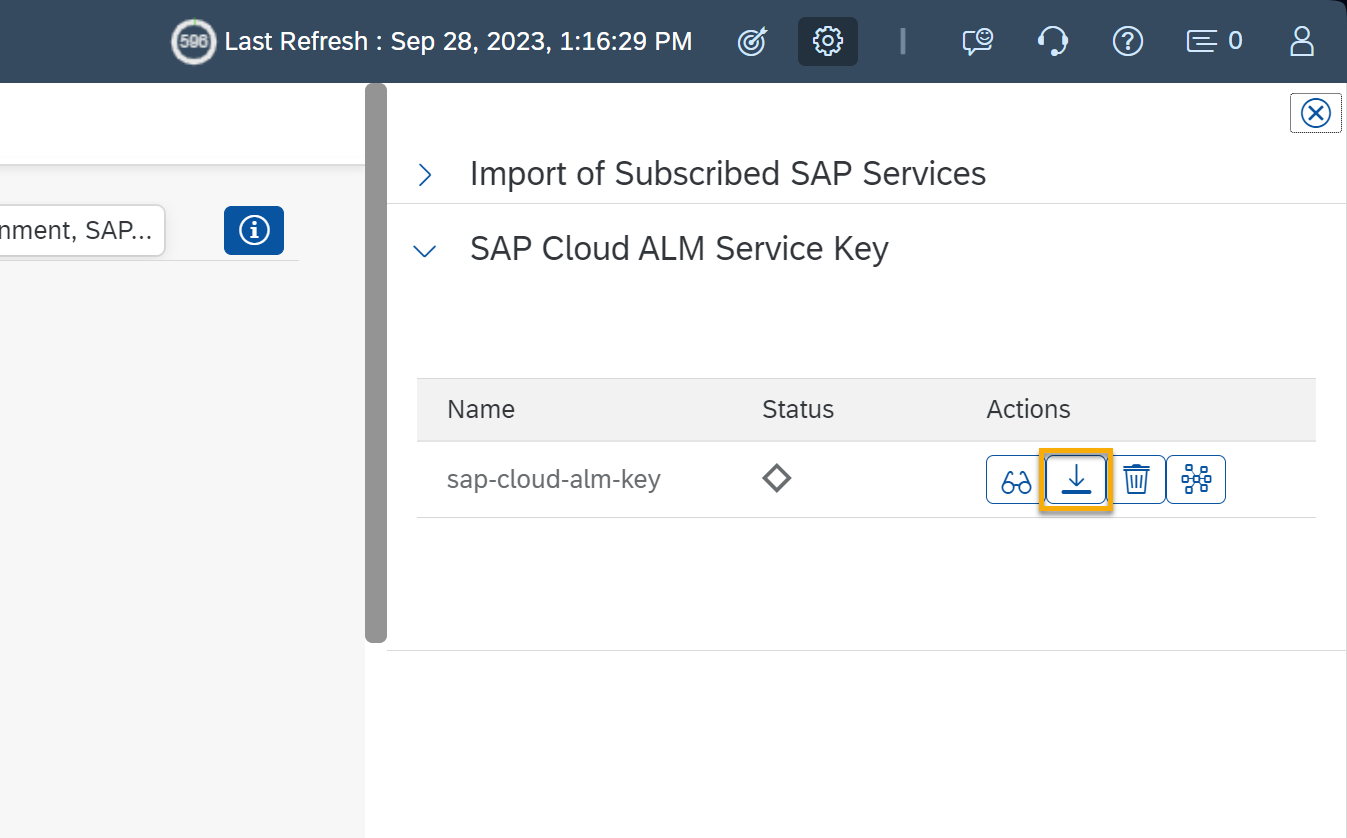 596 Last Refresh : Sep 28, 2023, 1:16:29 PM 0
Import of Subscribed SAP Services
nment, SAP...
SAP Cloud ALM Service Key
Name Status Actions
sap-cloud-alm-key